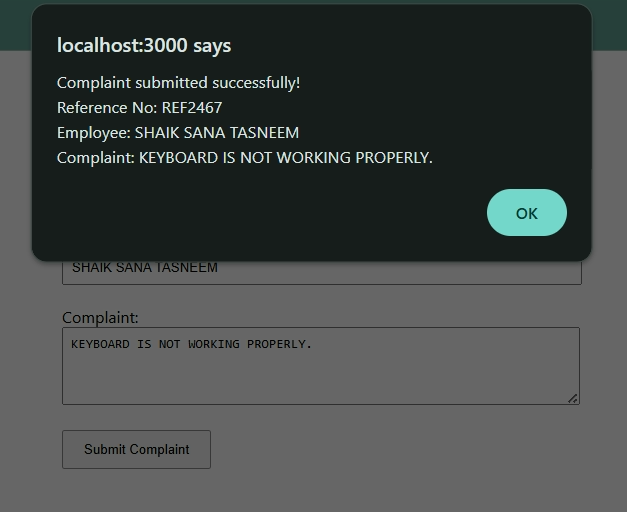 localhost:3000 says
Complaint submitted successfully!
Reference No: REF2467
Employee: SHAIK SANA TASNEEM
Complaint: KEYBOARD IS NOT WORKING PROPERLY.
OK
SHAIK SANA TASNEEM
Complaint:
KEYBOARD IS NOT WORKING PROPERLY.
Submit Complaint